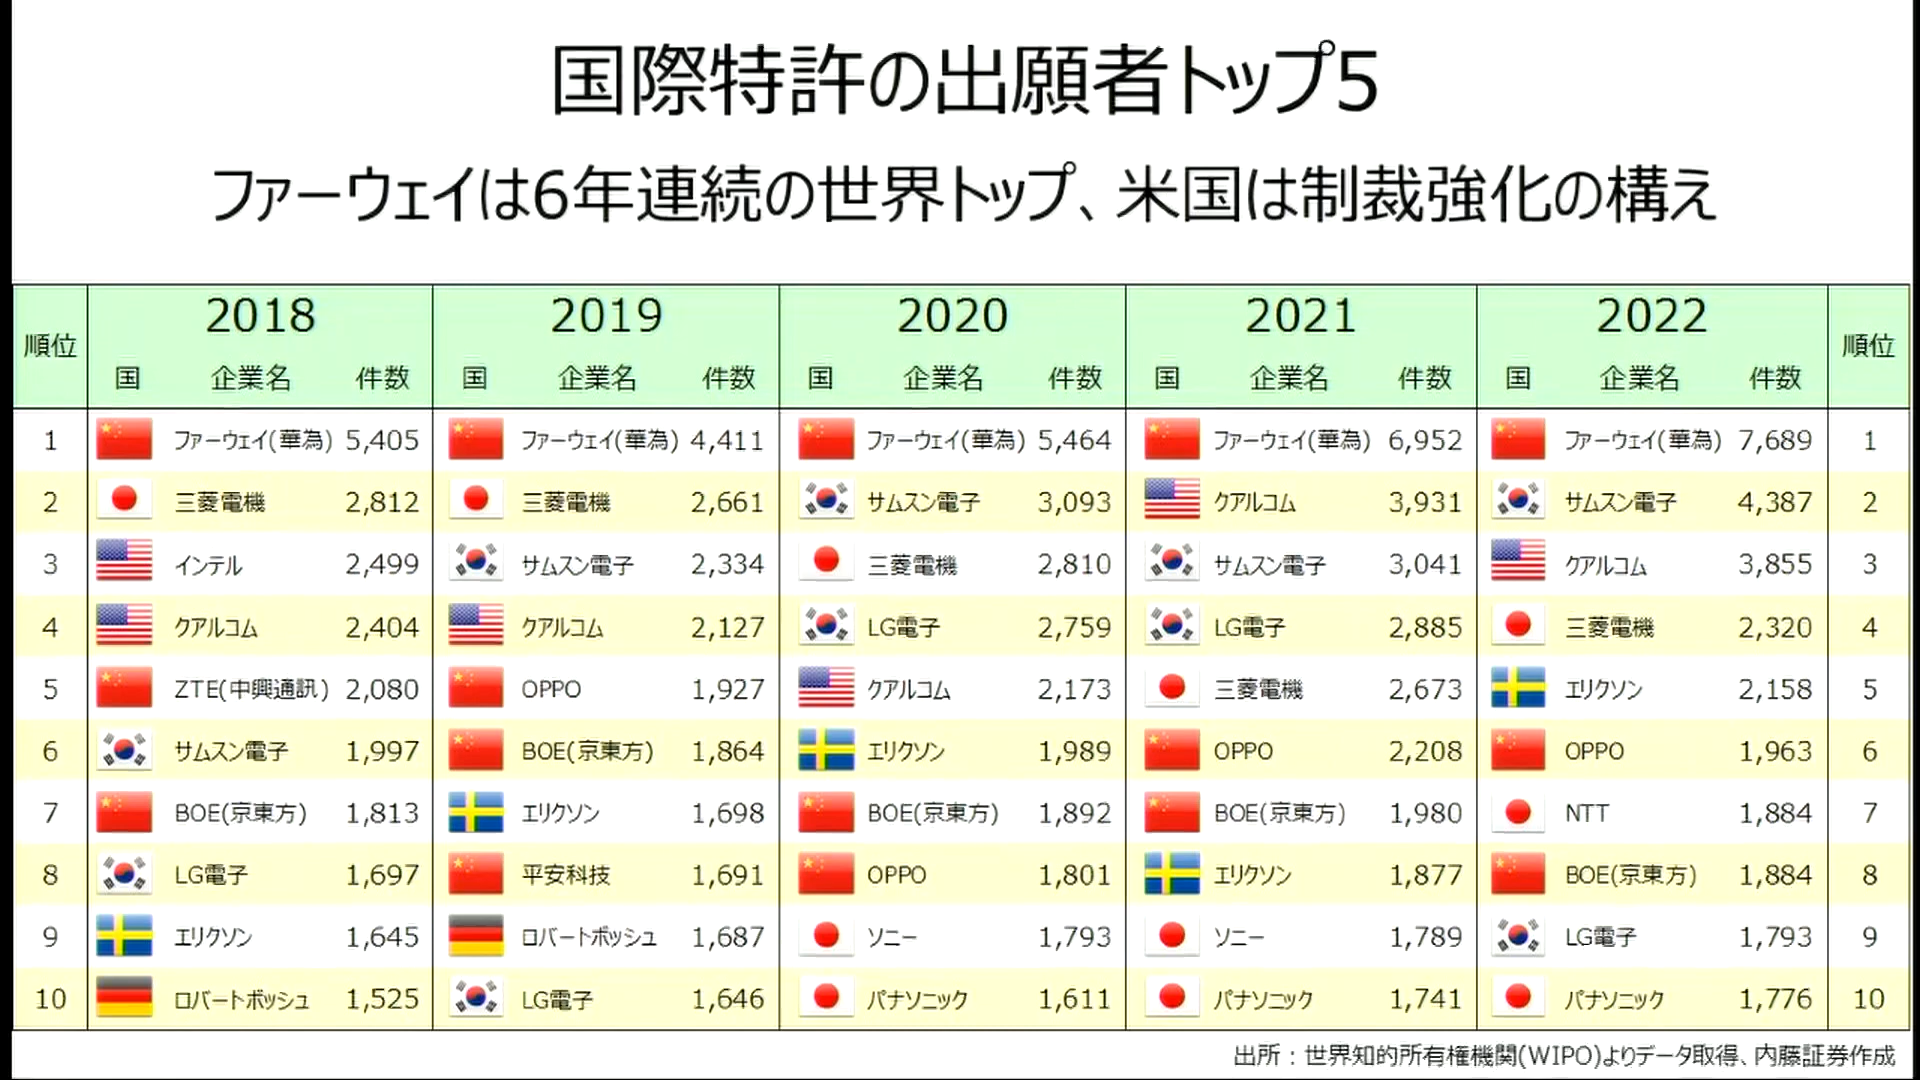 国際特許の出願者トップ5
ファーウェイは6年連続の世界トップ、米国は制裁強化の構え
順位 2018 2019 2020 2021 2022 順位
国 企業名 件数 国 企業名 件数 国 企業名 件数 国 企業名 件数 国 企業名 件数
1 ファーウェイ(華為) 5,405 ファーウェイ(華為) 4,411 ファーウェイ(華為) 5,464 ファーウェイ(華為) 6,952 ファーウェイ(華為) 7,689 1
2 三菱電機 2,812 三菱電機 2,661 サムスン電子 3,093 クアルコム 3,931 サムスン電子 4,387 2
3 インテル 2,499 サムスン電子 2,334 三菱電機 2,810 サムスン電子 3,041 クアルコム 3,855 3
4 クアルコム 2,404 クアルコム 2,127 LG電子 2,759 LG電子 2,885 三菱電機 2,320 4
5 ZTE(中興通訊) 2,080 OPPO 1,927 クアルコム 2,173 三菱電機 2,673 エリクソン 2,158 5
6 サムスン電子 1,997 BOE(京東方) 1,864 エリクソン 1,989 OPPO 2,208 OPPO 1,963 6
7 BOE(京東方) 1,813 エリクソン 1,698 BOE(京東方) 1,892 BOE(京東方) 1,980 NTT 1,884 7
8 LG電子 1,697 平安科技 1,691 OPPO 1,801 エリクソン 1,877 BOE(京東方) 1,884 8
9 エリクソン 1,645 ロバートボッシュ 1,687 ソニー 1,793 ソニー 1,789 LG電子 1,793 9
10 ロバートボッシュ 1,525 LG電子 1,646 パナソニック 1,611 パナソニック 1,741 パナソニック 1,776 10
出所：世界知的所有権機関(WIPO)よりデータ取得、内藤証券作成